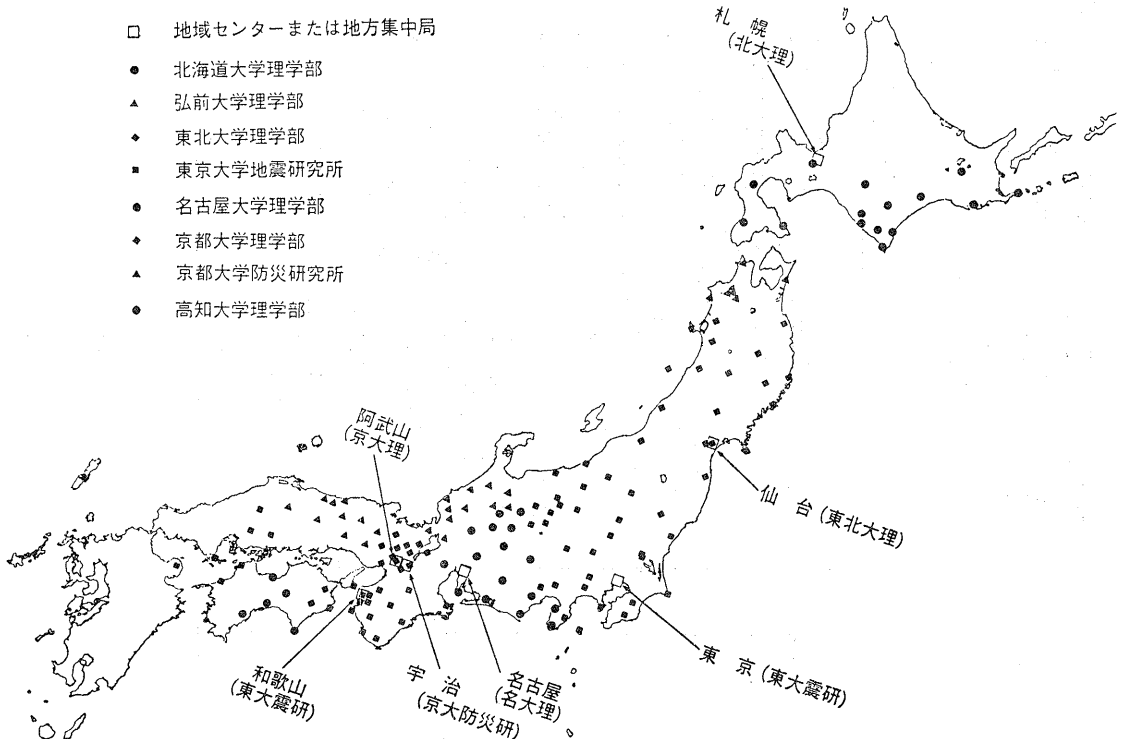 地域センターまたは地方集中局
北海道大学理学部
弘前大学理学部
東北大学理学部
東京大学地震研究所
名古屋大学理学部
京都大学理学部
京都大学防災研究所
高知大学理学部
札幌
(北大理)
阿武山
(京大理)
仙台(東北大理)
東京(東大震研)
名古屋
(名大理)
宇治
(京大防災研)
和歌山
(東大震研)